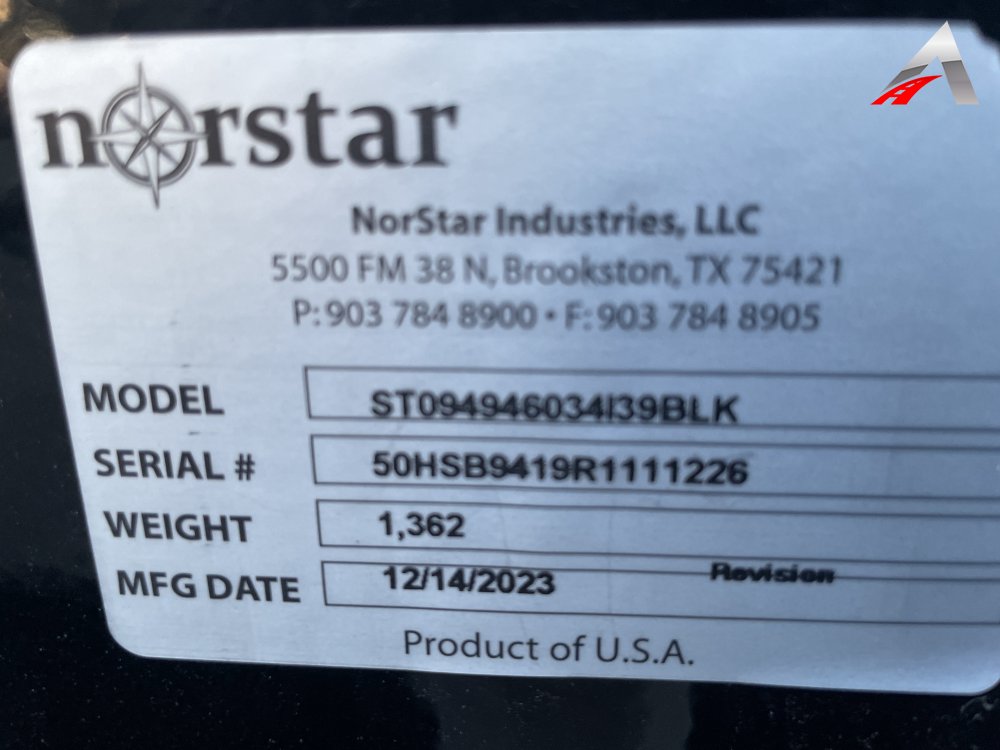 norstar
NorStar Industries, LLC
5500 FM 38 N, Brookston, TX 75421
P: 903 784 8900 • F: 903 784 8905
MODEL ST094946034I39BLK
SERIAL # 50HSB9419R1111226
WEIGHT 1,362
MFG DATE 12/14/2023 Revision
Product of U.S.A.